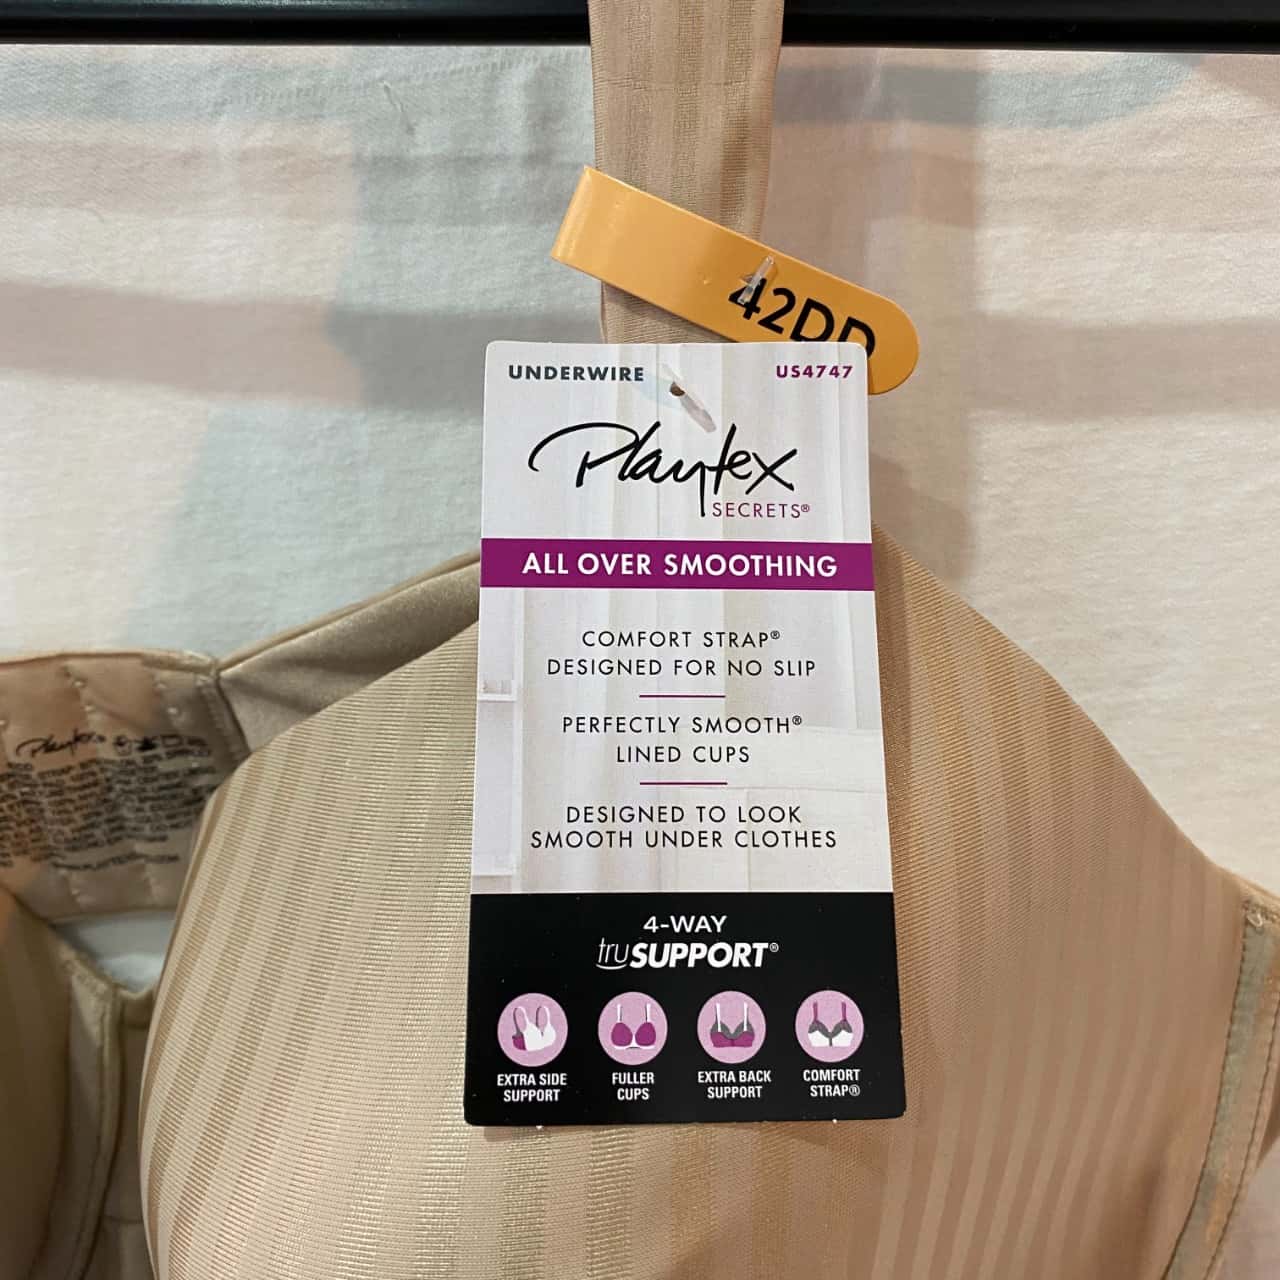 42DD
UNDERWIRE
US4747
Playtex
SECRETS®
ALL OVER SMOOTHING
COMFORT STRAP®
DESIGNED FOR NO SLIP
PERFECTLY SMOOTH®
LINED CUPS
DESIGNED TO LOOK
SMOOTH UNDER CLOTHES
4-WAY
truSUPPORT®
EXTRA SIDE
SUPPORT
FULLER
CUPS
EXTRA BACK
SUPPORT
COMFORT
STRAP®
Playtex